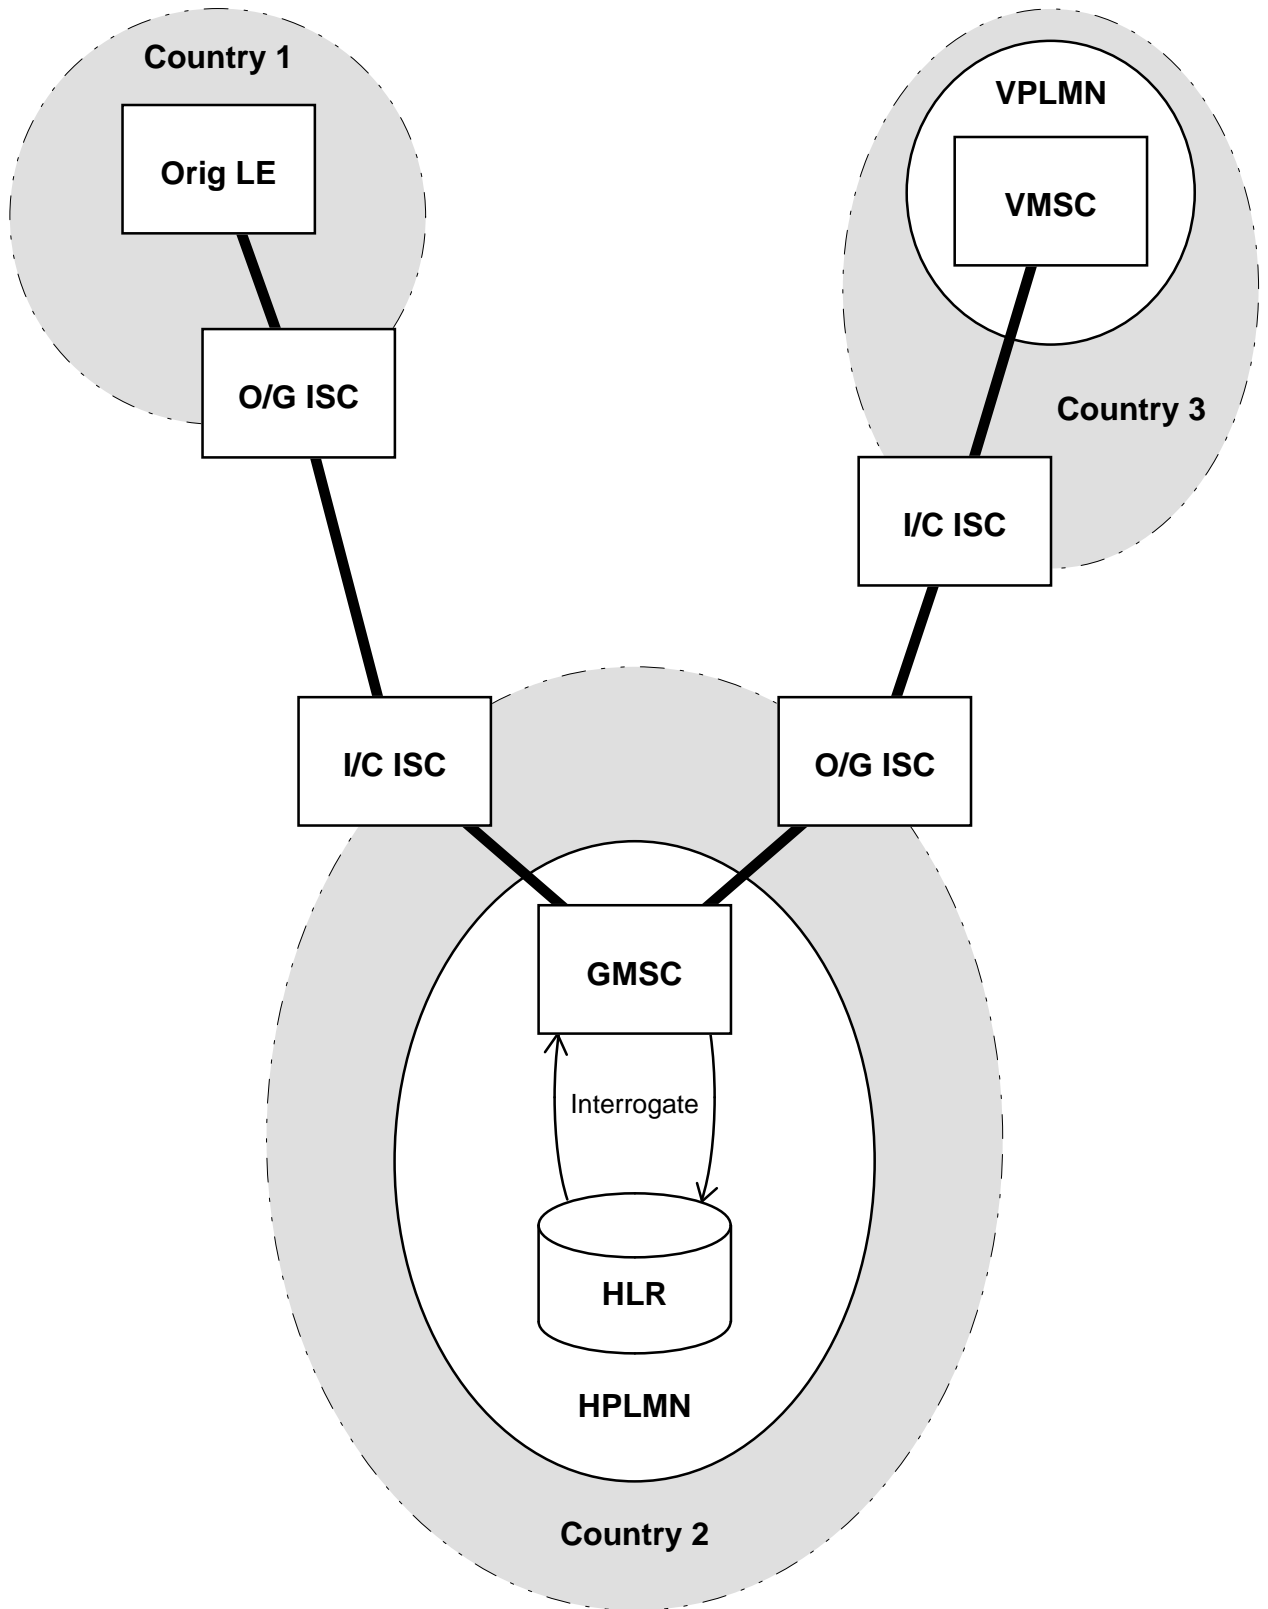 Country 1
Orig LE
O/G ISC
VPLMN
VMSC
Country 3
I/C ISC
I/C ISC
O/G ISC
GMSC
Interrogate
HLR
HPLMN
Country 2